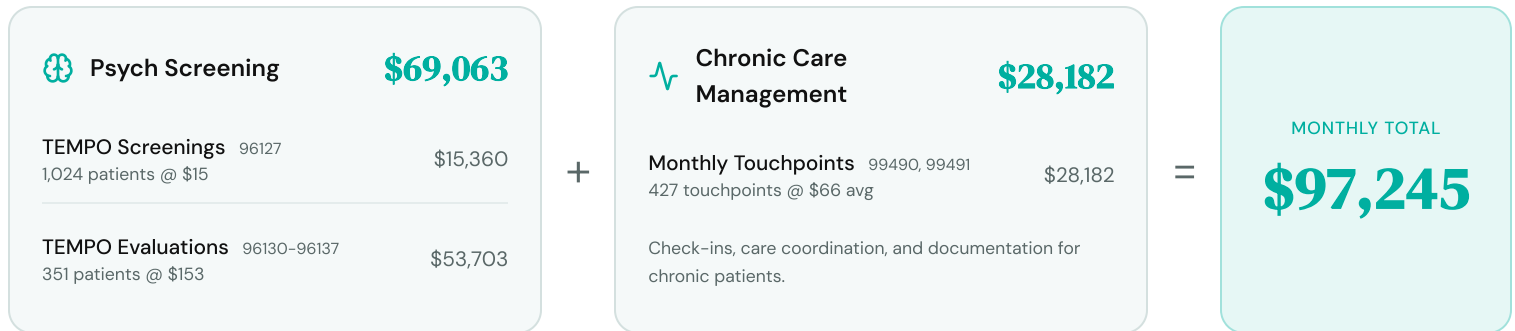 Psych Screening $69,063
TEMPO Screenings 96127 $15,360
1,024 patients @ $15
TEMPO Evaluations 96130-96137 $53,703
351 patients @ $153
+
Chronic Care
Management
$28,182
Monthly Touchpoints 99490, 99491 $28,182
427 touchpoints @ $66 avg
Check-ins, care coordination, and documentation for
chronic patients.
=
MONTHLY TOTAL
$97,245